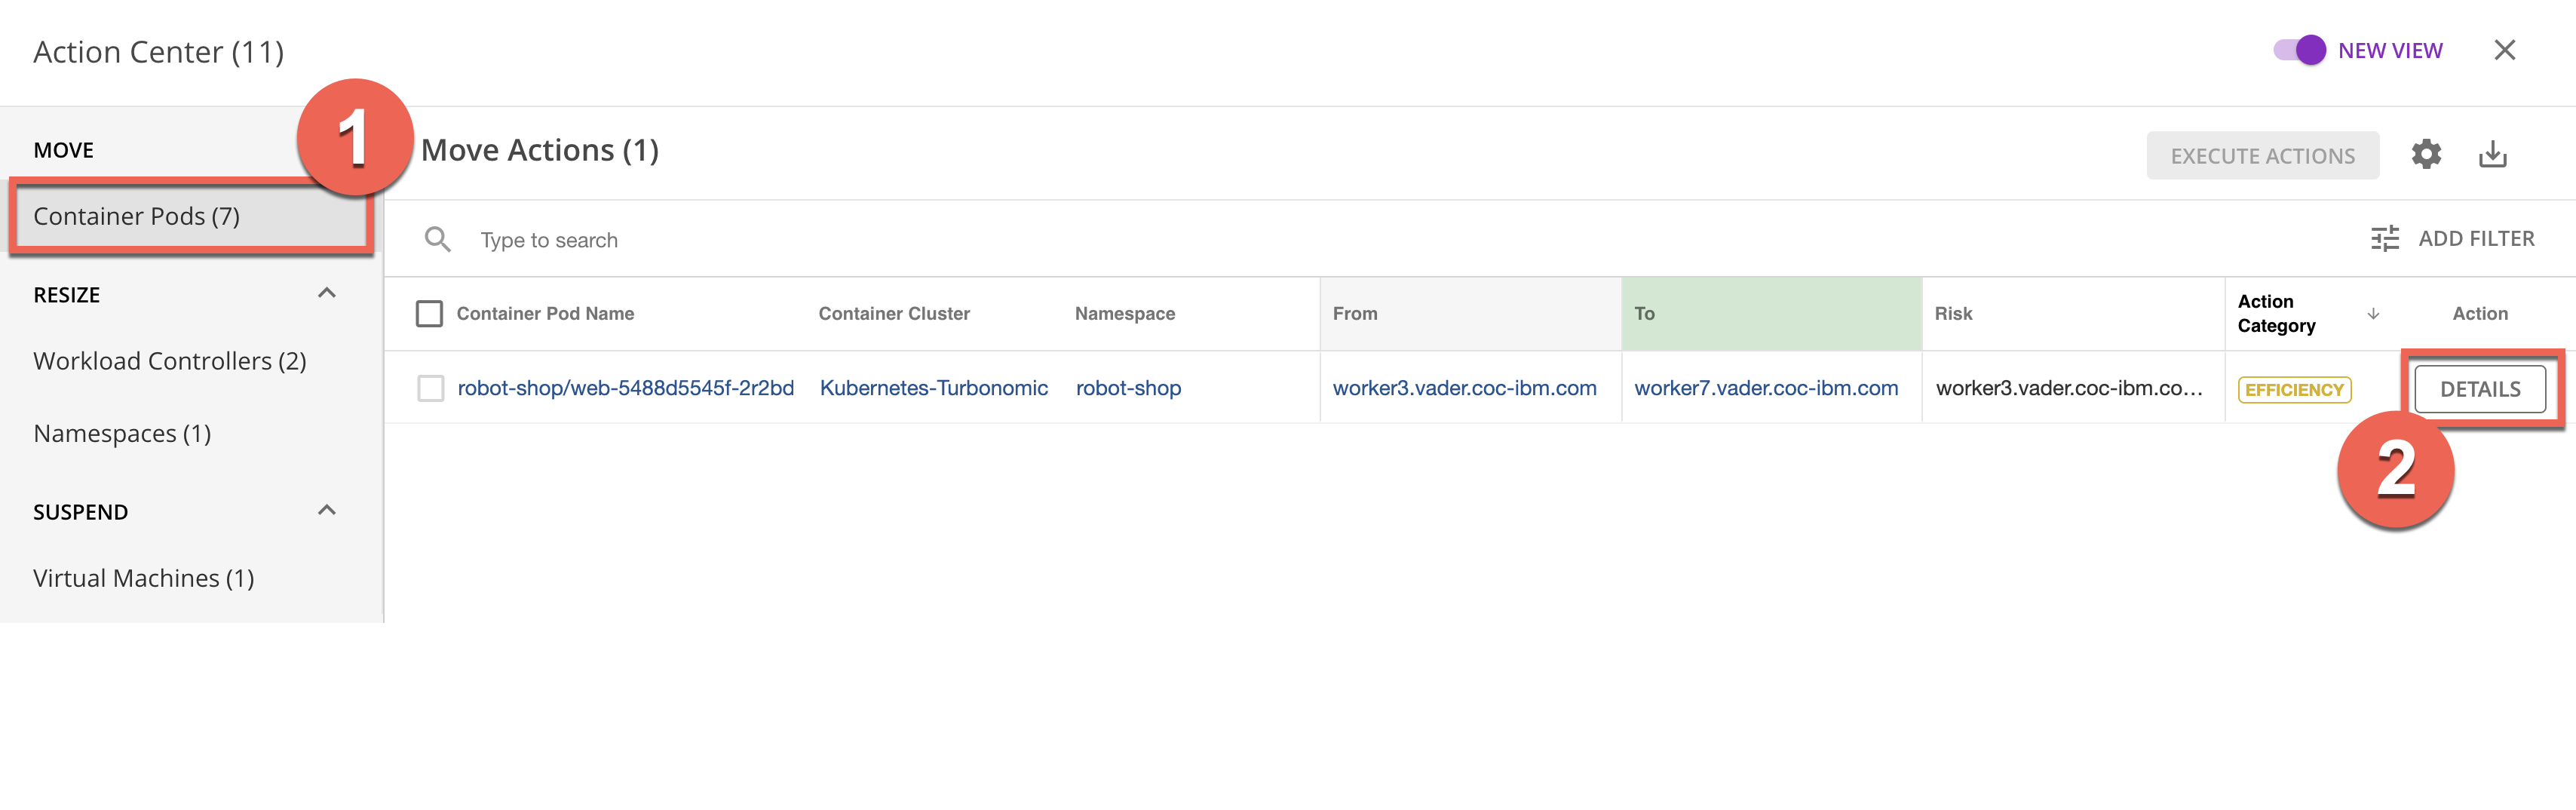 Action Center (11)
NEW VIEW
MOVE
1
Container Pods (7)
RESIZE
Workload Controllers (2)
Namespaces (1)
SUSPEND
Virtual Machines (1)
Move Actions (1)
EXECUTE ACTIONS
Type to search
ADD FILTER
Container Pod Name Container Cluster Namespace From To Risk Action Category Action
robot-shop/web-5488d5545f-2r2bd Kubernetes-Turbonomic robot-shop worker3.vader.coc-ibm.com worker7.vader.coc-ibm.com worker3.vader.coc-ibm.co... EFFICIENCY DETAILS
2